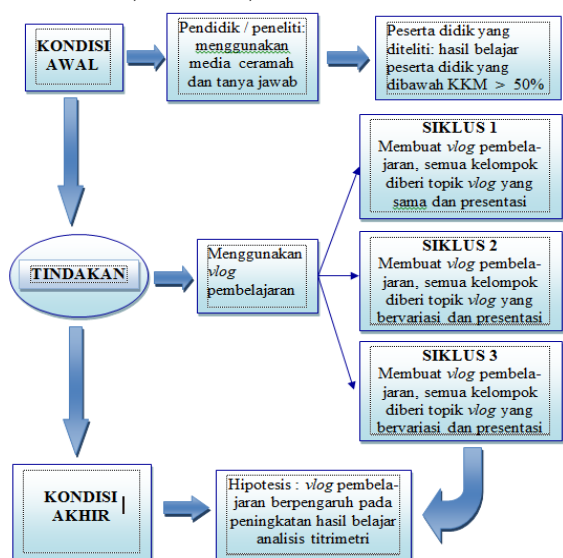 KONDISI
AWAL
Pendidik / peneliti:
menggunakan
media ceramah
dan tanya jawab
Peserta didik yang
diteliti: hasil belajar
peserta didik yang
dibawah KKM > 50%
SIKLUS 1
Membuat vlog pembela-
jaran, semua kelompok
diberi topik vlog yang
sama dan presentasi
TINDAKAN
Menggunakan
vlog
pembelajaran
SIKLUS 2
Membuat vlog pembela-
jaran, semua kelompok
diberi topik vlog yang
bervariasi dan presentasi
SIKLUS 3
Membuat vlog pembela-
jaran, semua kelompok
diberi topik vlog yang
bervariasi dan presentasi
KONDISI
AKHIR
Hipotesis : vlog pembela-
jaran berpengaruh pada
peningkatan hasil belajar
analisis titrimetri